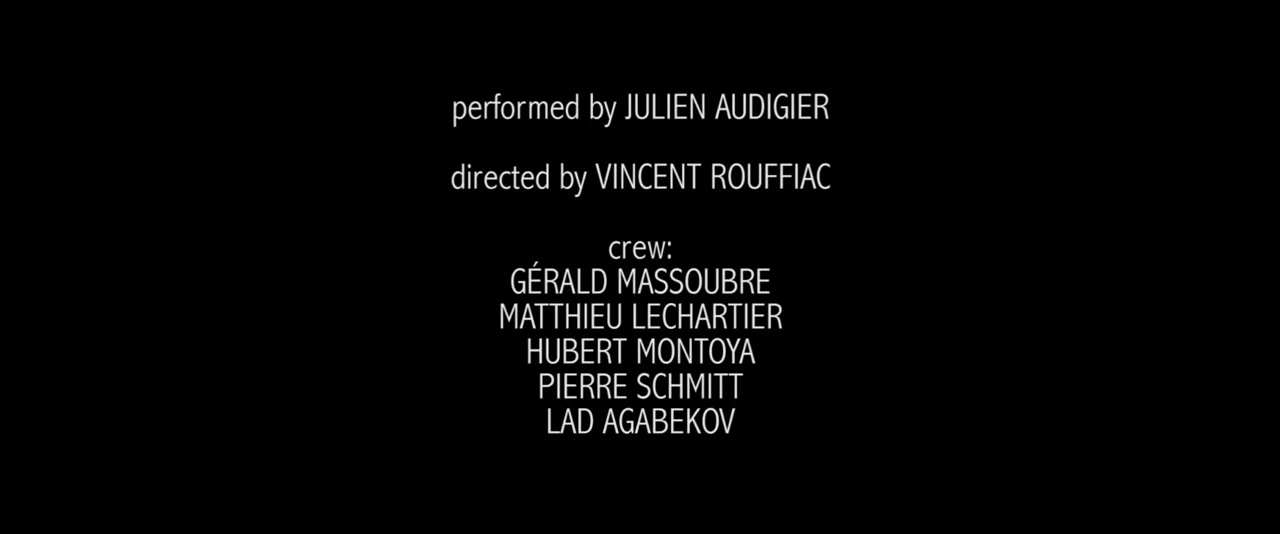 performed by JULIEN AUDIGIER
directed by VINCENT ROUFFIAC
crew:
GÉRALD MASSOUBRE
MATTHIEU LECHARTIER
HUBERT MONTOYA
PIERRE SCHMITT
LAD AGABEKOV